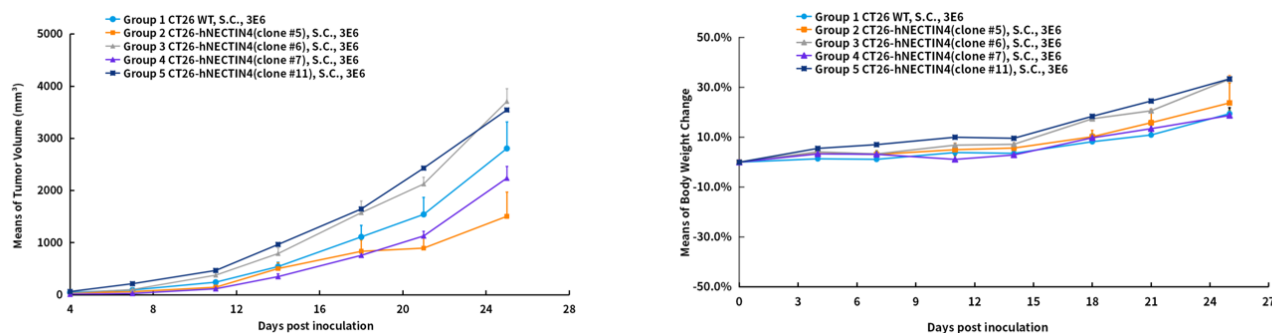 Group 1 CT26 WT, S.C., 3E6
Group 2 CT26-hNECTIN4(clone #5), S.C., 3E6
Group 3 CT26-hNECTIN4(clone #6), S.C., 3E6
Group 4 CT26-hNECTIN4(clone #7), S.C., 3E6
Group 5 CT26-hNECTIN4(clone #11), S.C., 3E6
Means of Tumor Volume (mm³)
5000
4000
3000
2000
1000
0
4 8 12 16 20 24 28
Days post inoculation
Group 1 CT26 WT, S.C., 3E6
Group 2 CT26-hNECTIN4(clone #5), S.C., 3E6
Group 3 CT26-hNECTIN4(clone #6), S.C., 3E6
Group 4 CT26-hNECTIN4(clone #7), S.C., 3E6
Group 5 CT26-hNECTIN4(clone #11), S.C., 3E6
Means of Body Weight Change
50.0%
30.0%
10.0%
-10.0%
-30.0%
-50.0%
0 3 6 9 12 15 18 21 24 27
Days post inoculation